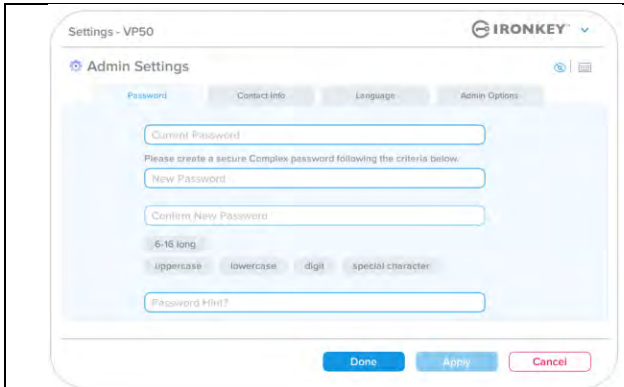 Settings - VP50
IRONKEY
Admin Settings
Password
Contact Info
Language
Admin Options
Current Password
Please create a secure Complex password following the criteria below.
New Password
Confirm New Password
6-16 long
uppercase
lowercase
digit
special character
Password Hint?
Done
Apply
Cancel